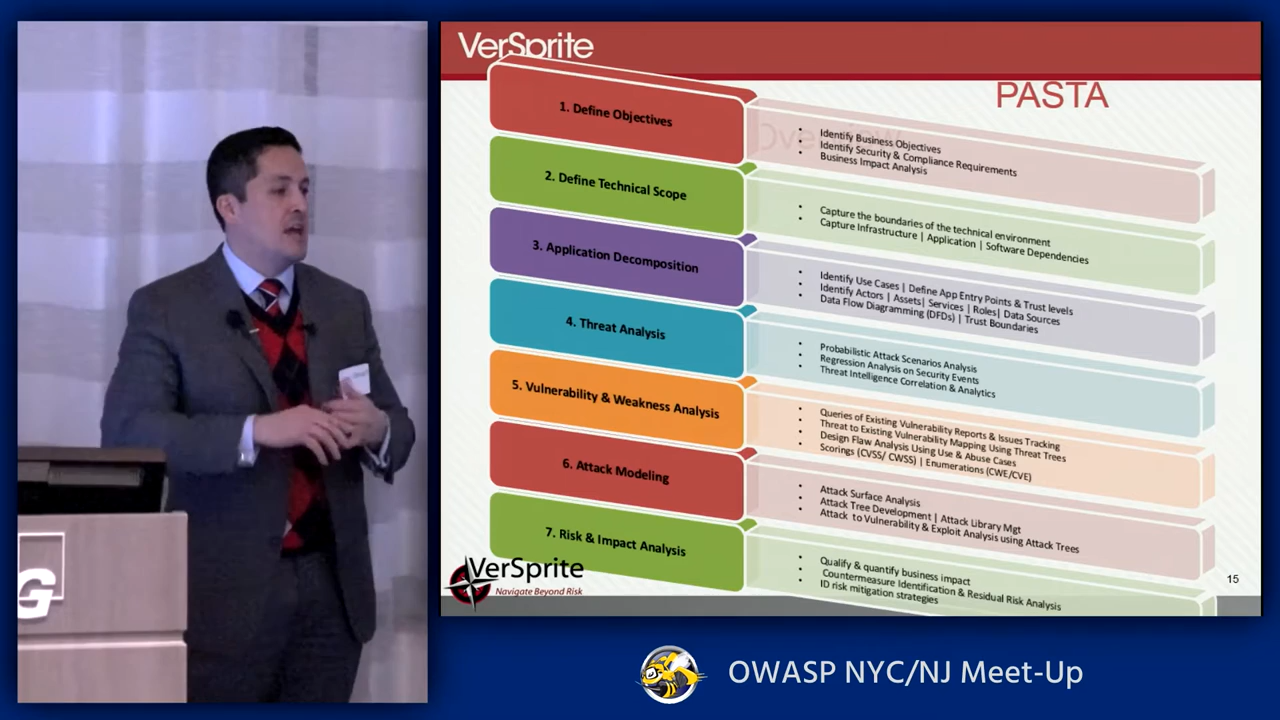 VerSprite
PASTA
Overview
1. Define Objectives
Identify Business Objectives
Identify Security & Compliance Requirements
Business Impact Analysis
2. Define Technical Scope
Capture the boundaries of the technical environment
Capture Infrastructure | Application | Software Dependencies
3. Application Decomposition
Identify Use Cases | Define App Entry Points & Trust levels
Identify Actors | Assets| Services | Roles| Data Sources
Data Flow Diagramming (DFDs) | Trust Boundaries
4. Threat Analysis
Probabilistic Attack Scenarios Analysis
Regression Analysis on Security Events
Threat Intelligence Correlation & Analytics
5. Vulnerability & Weakness Analysis
Queries of Existing Vulnerability Reports & Issues Tracking
Threat to Existing Vulnerability Mapping Using Threat Trees
Design Flaw Analysis Using Use & Abuse Cases
Scorings (CVSS/ CWSS) | Enumerations (CWE/CVE)
6. Attack Modeling
Attack Surface Analysis
Attack Tree Development | Attack Library Mgt
Attack to Vulnerability & Exploit Analysis using Attack Trees
7. Risk & Impact Analysis
Qualify & quantify business impact
Countermeasure Identification & Residual Risk Analysis
ID risk mitigation strategies
VerSprite
Navigate Beyond Risk
15
G
OWASP NYC/NJ Meet-Up